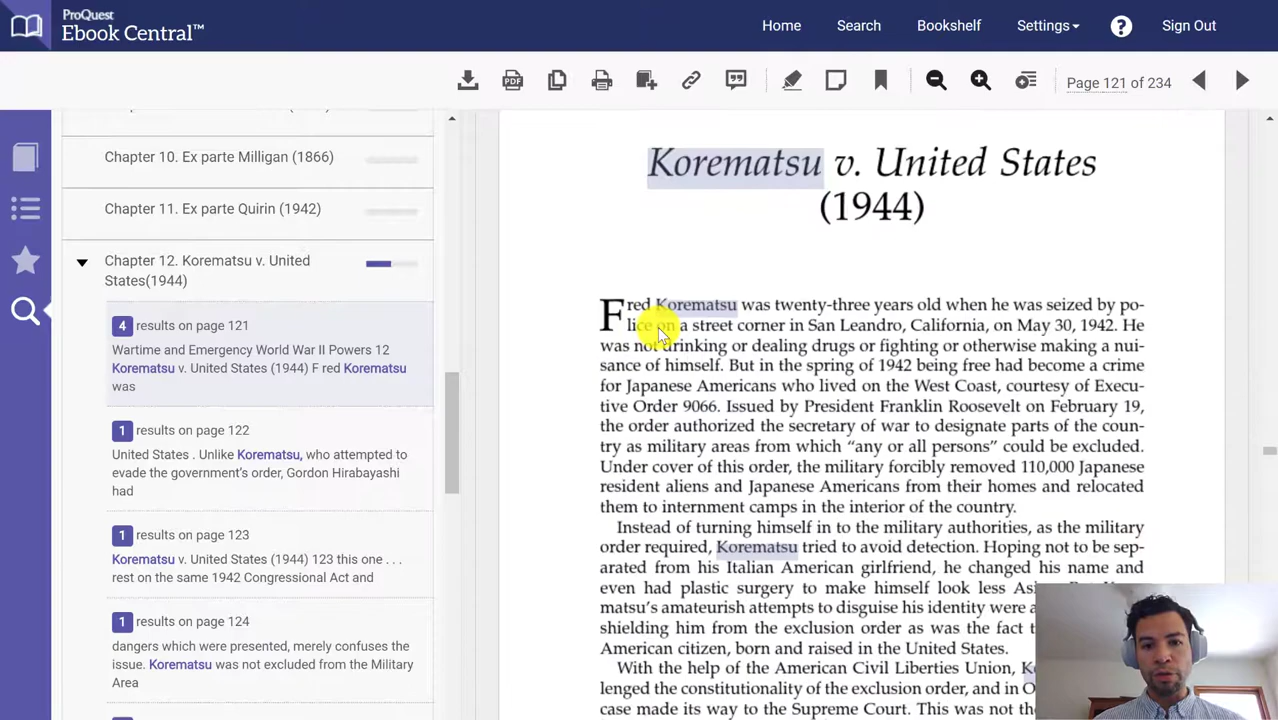 ProQuest
Ebook Central™
Home
Search
Bookshelf
Settings
?
Sign Out
PDF
Page 121 of 234
Chapter 10. Ex parte Milligan (1866)
Chapter 11. Ex parte Quirin (1942)
Chapter 12. Korematsu v. United
States(1944)
4 results on page 121
Wartime and Emergency World War II Powers 12
Korematsu v. United States (1944) F red Korematsu
was
1 results on page 122
United States . Unlike Korematsu, who attempted to
evade the government’s order, Gordon Hirabayashi
had
1 results on page 123
Korematsu v. United States (1944) 123 this one . . .
rest on the same 1942 Congressional Act and
1 results on page 124
dangers which were presented, merely confuses the
issue. Korematsu was not excluded from the Military
Area
Korematsu v. United States
(1944)
Fred Korematsu was twenty-three years old when he was seized by po-
lice on a street corner in San Leandro, California, on May 30, 1942. He
was not drinking or dealing drugs or fighting or otherwise making a nui-
sance of himself. But in the spring of 1942 being free had become a crime
for Japanese Americans who lived on the West Coast, courtesy of Execu-
tive Order 9066. Issued by President Franklin Roosevelt on February 19,
the order authorized the secretary of war to designate parts of the coun-
try as military areas from which “any or all persons” could be excluded.
Under cover of this order, the military forcibly removed 110,000 Japanese
resident aliens and Japanese Americans from their homes and relocated
them to internment camps in the interior of the country.
Instead of turning himself in to the military authorities, as the military
order required, Korematsu tried to avoid detection. Hoping not to be sep-
arated from his Italian American girlfriend, he changed his name and
even had plastic surgery to make himself look less
matsu’s amateurish attempts to disguise his identity were
shielding him from the exclusion order as was the fact
American citizen, born and raised in the United States.
With the help of the American Civil Liberties Union,
lenged the constitutionality of the exclusion order, and in
case made its way to the Supreme Court. This was not